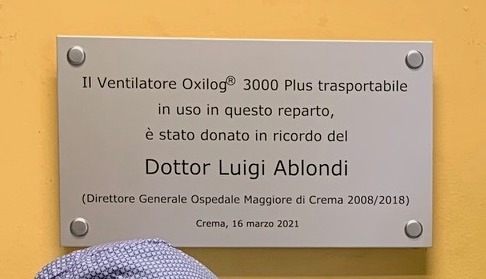 Il Ventilatore Oxilog® 3000 Plus trasportabile
in uso in questo reparto,
è stato donato in ricordo del
Dottor Luigi Ablondi
(Direttore Generale Ospedale Maggiore di Crema 2008/2018)
Crema, 16 marzo 2021